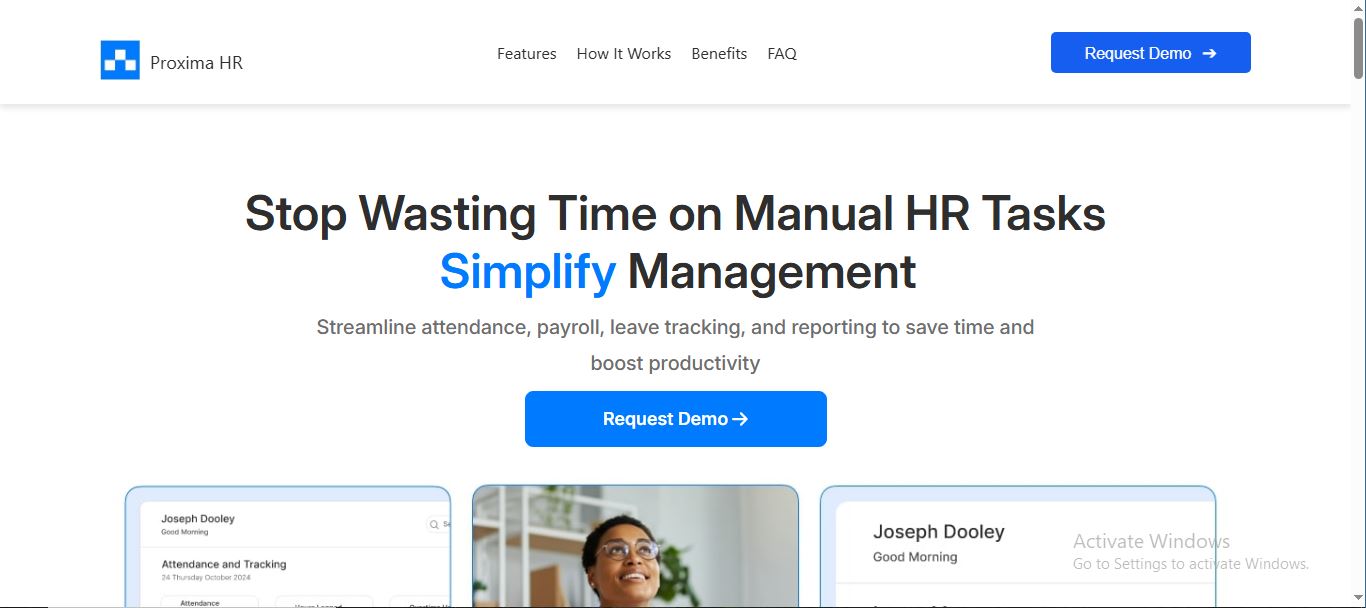 Proxima HR
Features How It Works Benefits FAQ
Request Demo →
Stop Wasting Time on Manual HR Tasks
Simplify Management
Streamline attendance, payroll, leave tracking, and reporting to save time and
boost productivity
Request Demo →
Joseph Dooley
Good Morning
Attendance and Tracking
24 Thursday October 2024
Attendance
Joseph Dooley
Good Morning
Activate Windows
Go to Settings to activate Windows.